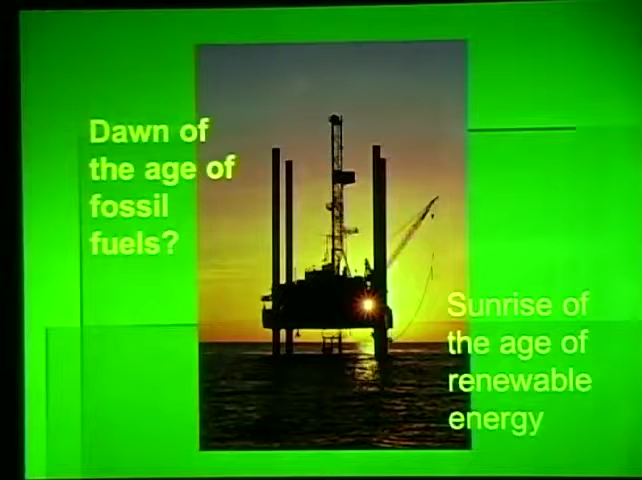 Dawn of
the age of
fossil
fuels?
Sunrise of
the age of
renewable
energy